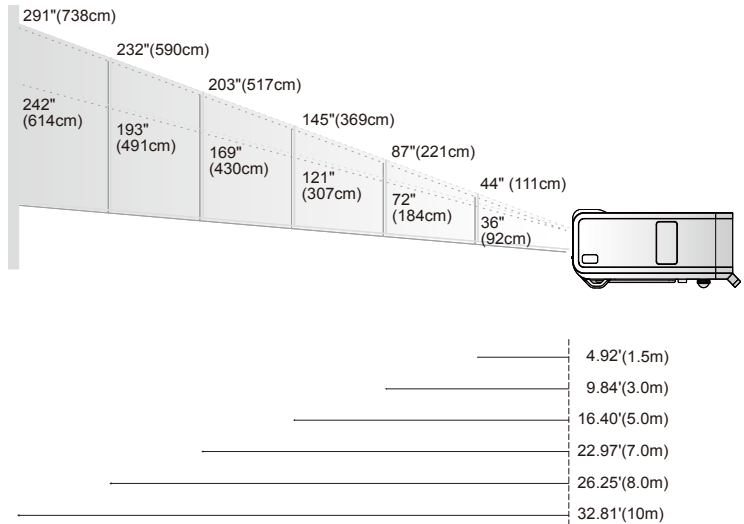 291"(738cm)
232"(590cm)
203"(517cm)
145"(369cm)
87"(221cm)
44" (111cm)
242"
(614cm)
193"
(491cm)
169"
(430cm)
121"
(307cm)
72"
(184cm)
36"
(92cm)
4.92'(1.5m)
9.84'(3.0m)
16.40'(5.0m)
22.97'(7.0m)
26.25'(8.0m)
32.81'(10m)